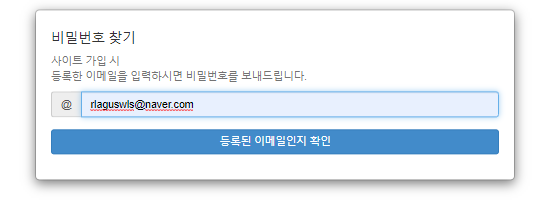 비밀번호 찾기
사이트 가입 시
등록한 이메일을 입력하시면 비밀번호를 보내드립니다.
@ rlaguswls@naver.com
등록된 이메일인지 확인